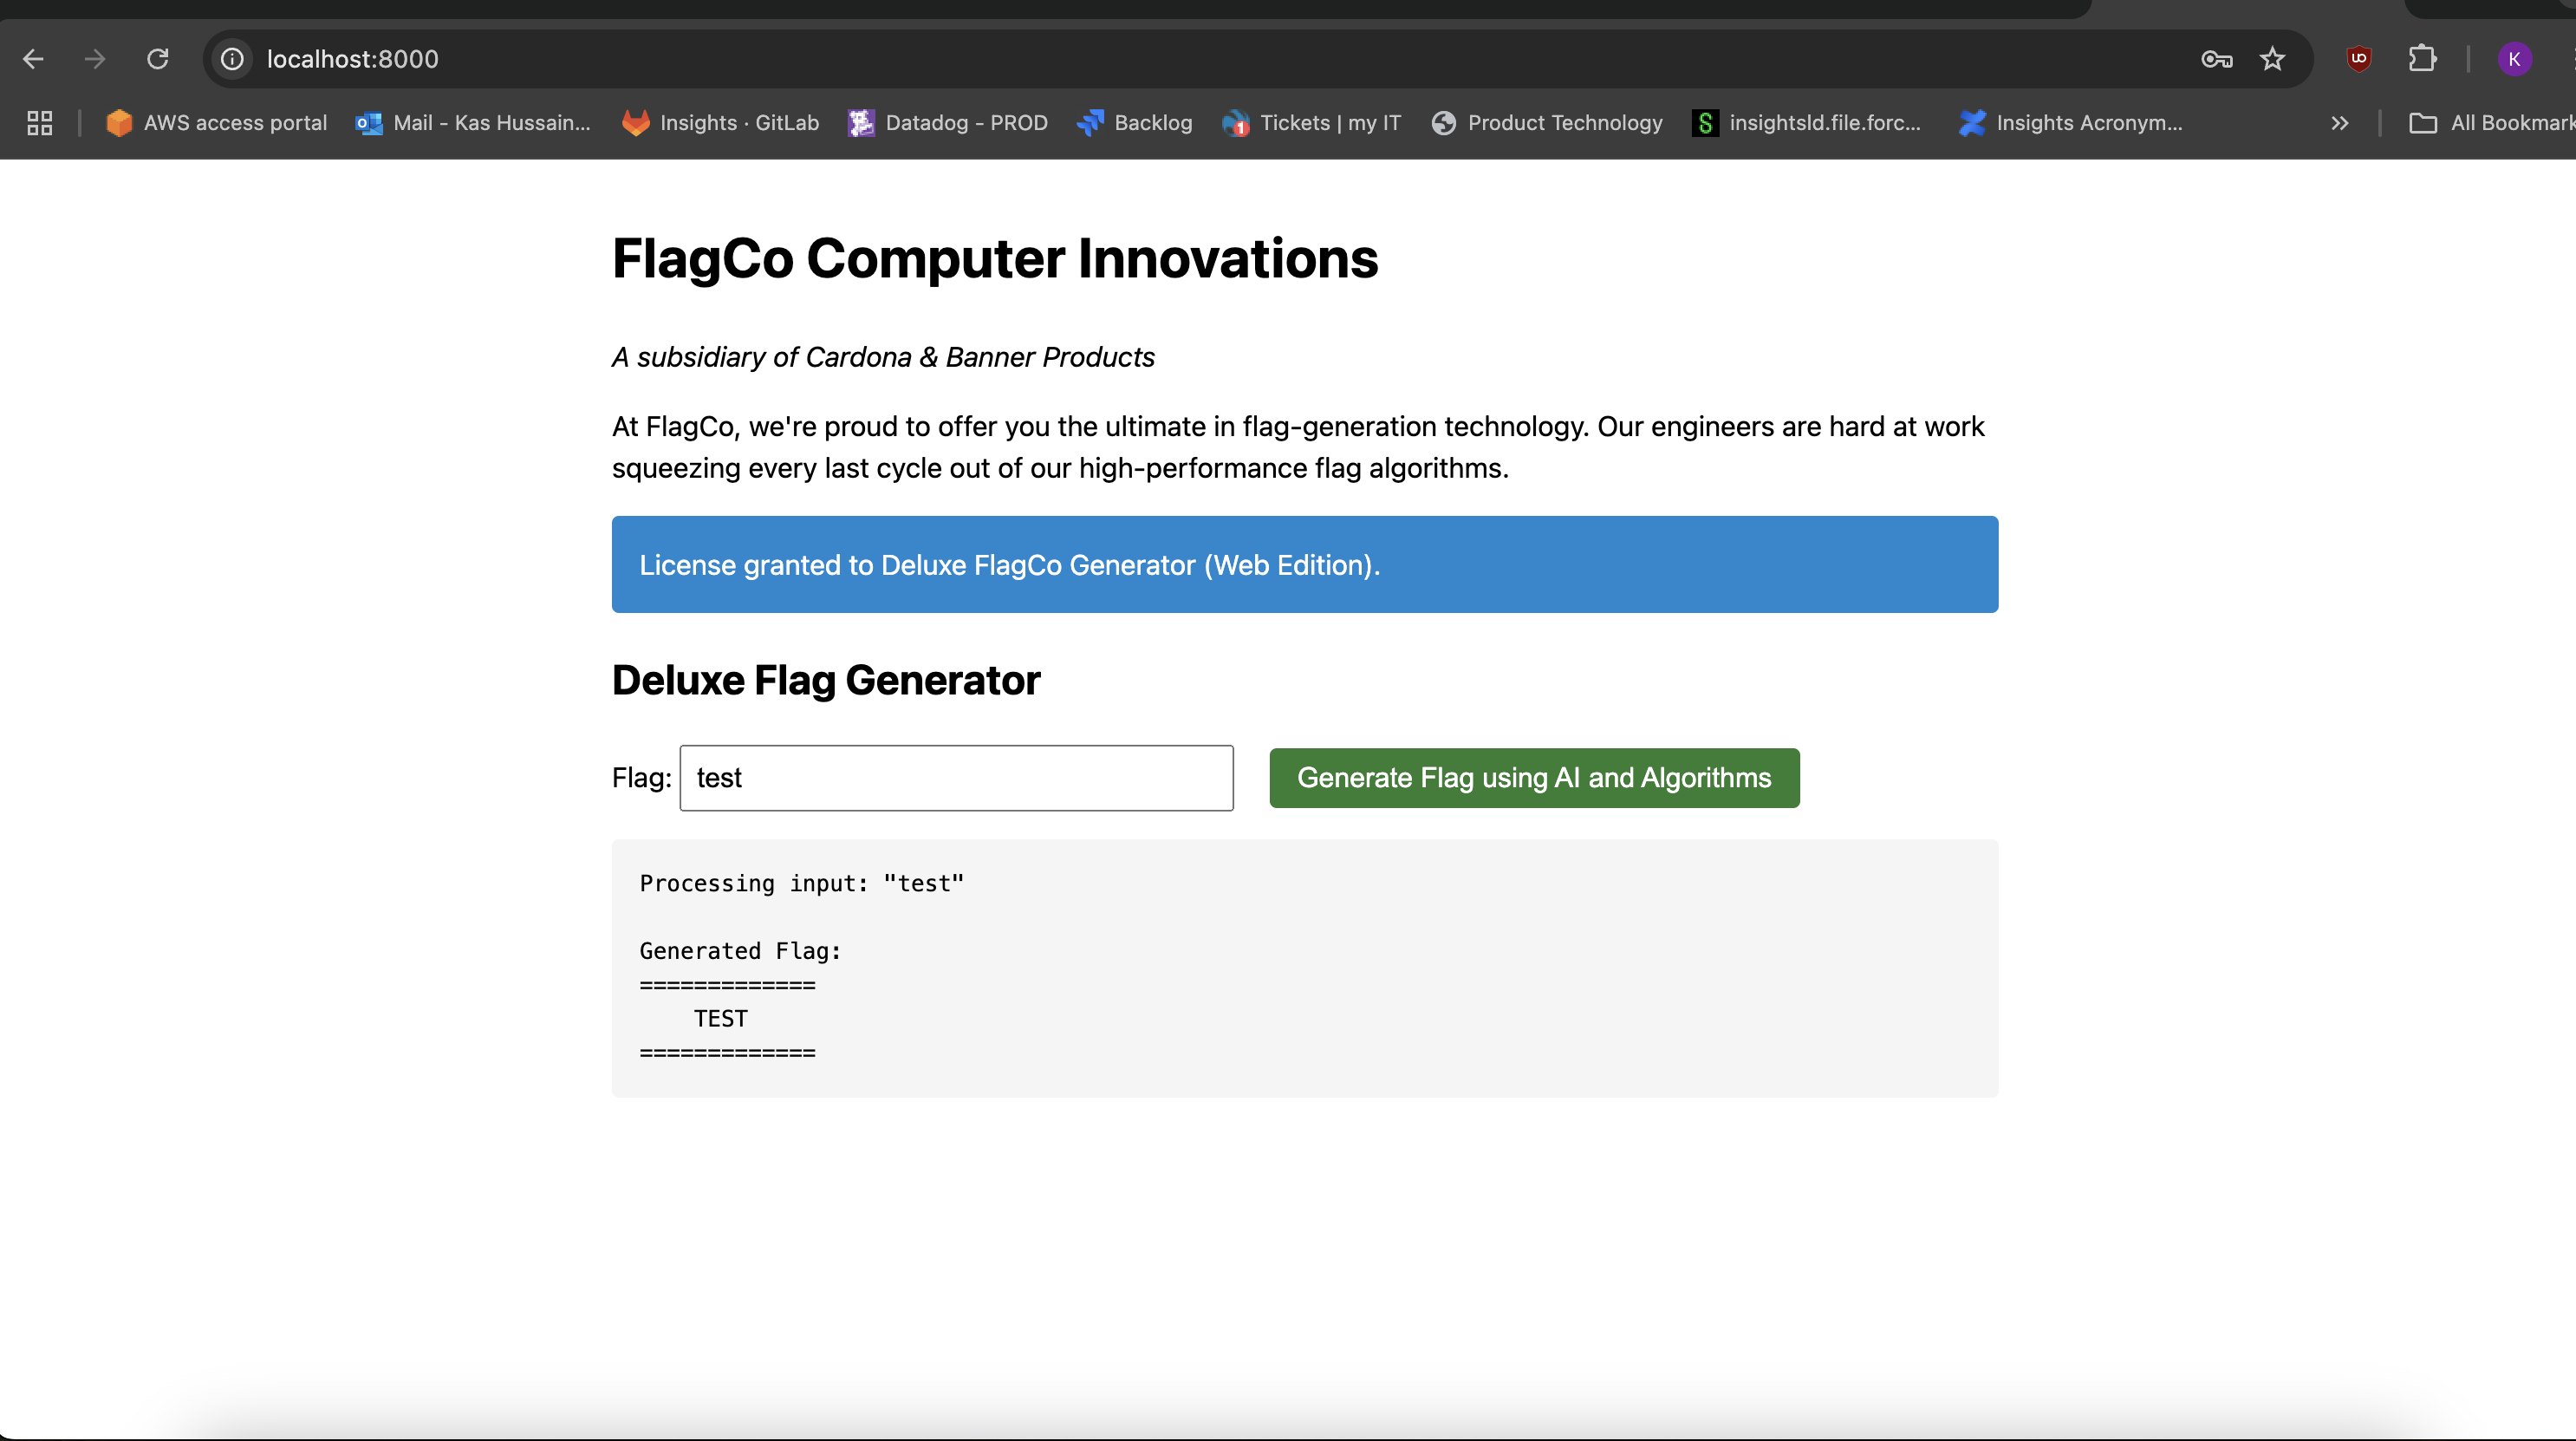 localhost:8000
K
AWS access portal Mail - Kas Hussain... Insights · GitLab Datadog - PROD Backlog 1 Tickets | my IT Product Technology S insightsld.file.forc... Insights Acronym... All Bookmark
FlagCo Computer Innovations
A subsidiary of Cardona & Banner Products
At FlagCo, we're proud to offer you the ultimate in flag-generation technology. Our engineers are hard at work
squeezing every last cycle out of our high-performance flag algorithms.
License granted to Deluxe FlagCo Generator (Web Edition).
Deluxe Flag Generator
Flag: test Generate Flag using AI and Algorithms
Processing input: "test"
Generated Flag:
=============
TEST
=============